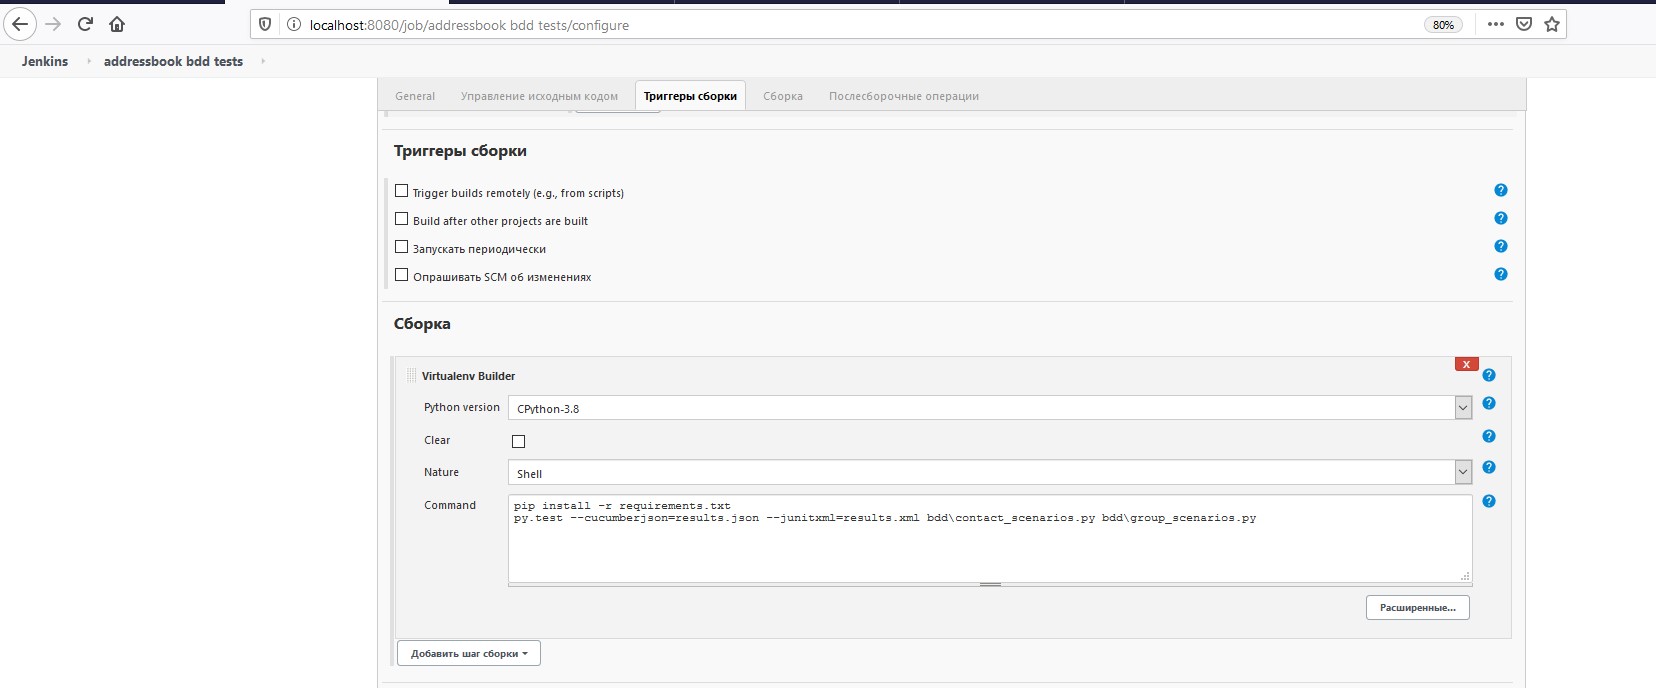 localhost:8080/job/addressbook bdd tests/configure
80%
Jenkins addressbook bdd tests
General Управление исходным кодом Триггеры сборки Сборка Послесборочные операции
Триггеры сборки
Trigger builds remotely (e.g., from scripts)
Build after other projects are built
Запускать периодически
Опрашивать SCM об изменениях
Сборка
X
Virtualenv Builder
Python version CPython-3.8
Clear
Nature Shell
Command pip install -r requirements.txt
py.test --cucumberjson=results.json --junitxml=results.xml bdd\contact_scenarios.py bdd\group_scenarios.py
Расширенные...
Добавить шаг сборки